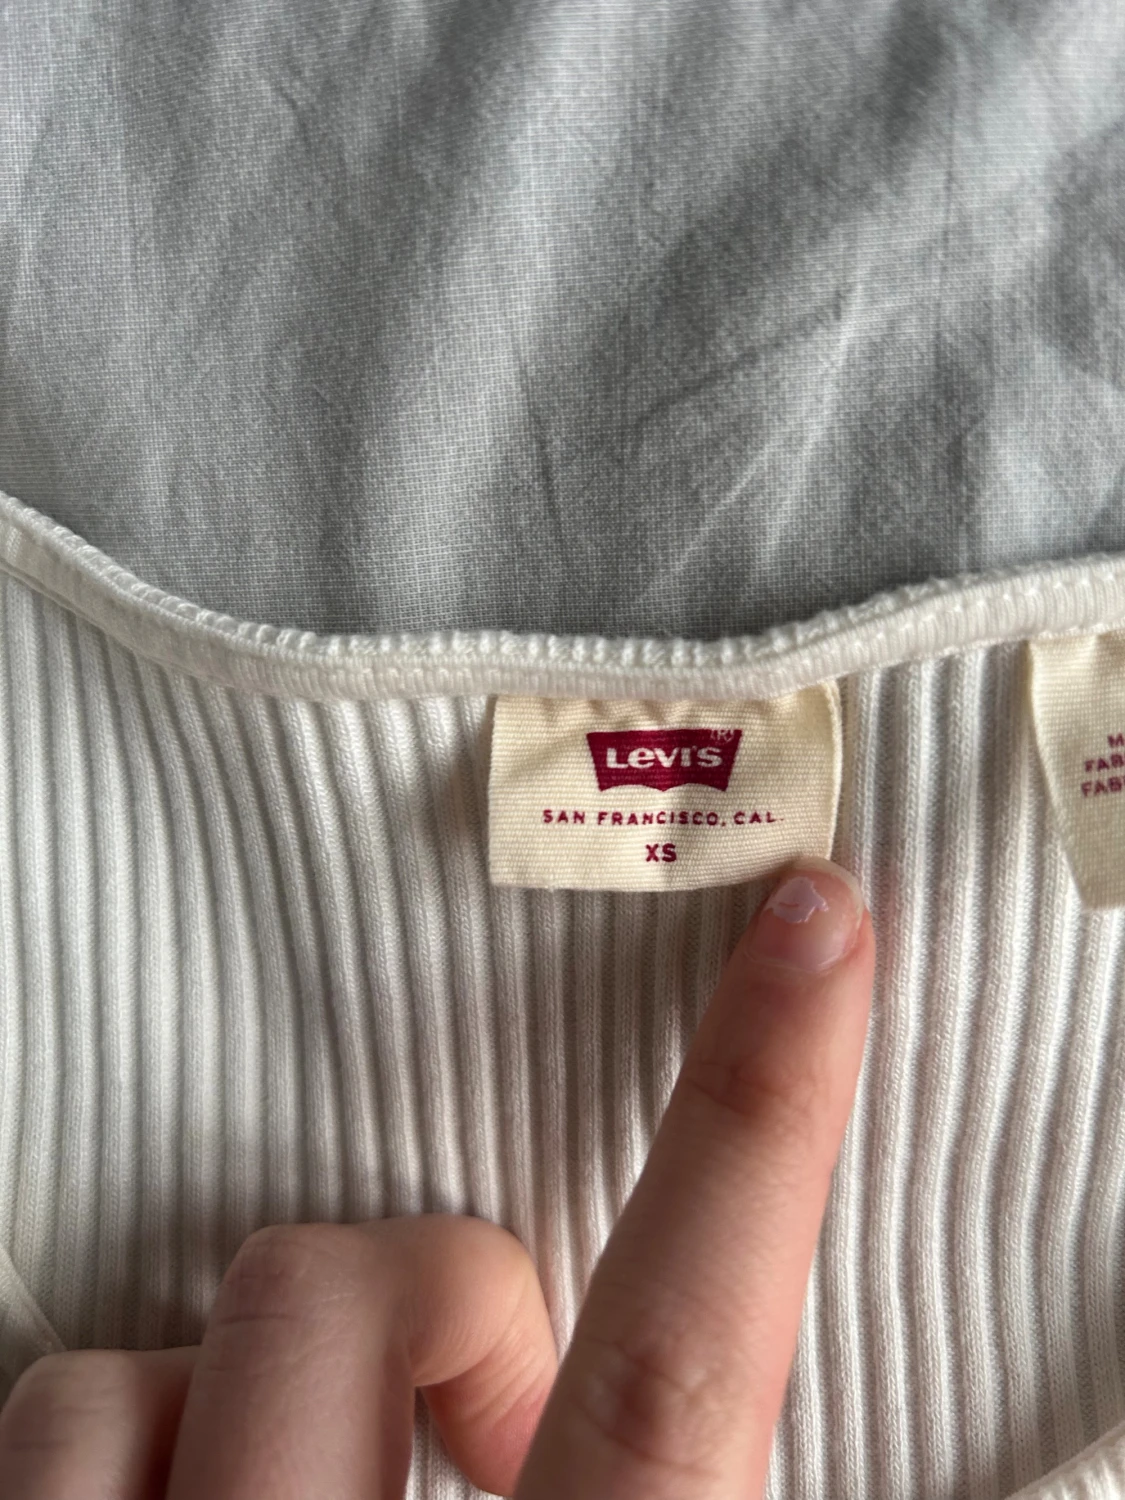 Levi's
(R)
SAN FRANCISCO, CAL.
XS